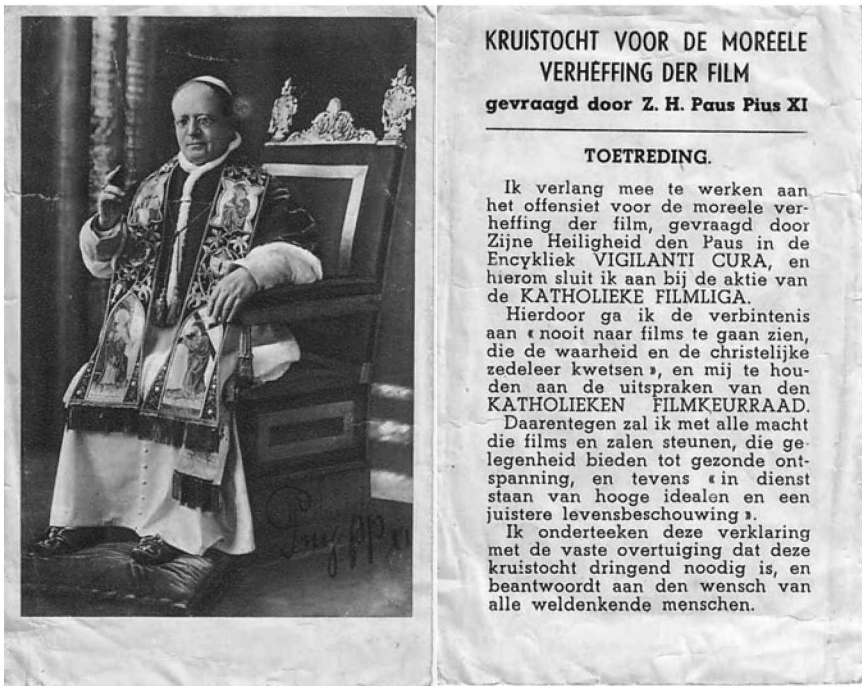 Pius pp XI
KRUISTOCHT VOOR DE MOREELE
VERHEFFING DER FILM
gevraagd door Z. H. Paus Pius XI
TOETREDING.
Ik verlang mee te werken aan
het offensiet voor de moreele ver-
heffing der film, gevraagd door
Zijne Heiligheid den Paus in de
Encykliek VIGILANTI CURA, en
hierom sluit ik aan bij de aktie van
de KATHOLIEKE FILMLIGA.
Hierdoor ga ik de verbintenis
aan « nooit naar films te gaan zien,
die de waarheid en de christelijke
zedeleer kwetsen », en mij te hou-
den aan de uitspraken van den
KATHOLIEKEN FILMKEURRAAD.
Daarentegen zal ik met alle macht
die films en zalen steunen, die ge-
legenheid bieden tot gezonde ont-
spanning, en tevens « in dienst
staan van hooge idealen en een
juistere levensbeschouwing ».
Ik onderteeken deze verklaring
met de vaste overtuiging dat deze
kruistocht dringend noodig is, en
beantwoordt aan den wensch van
alle weldenkende menschen.